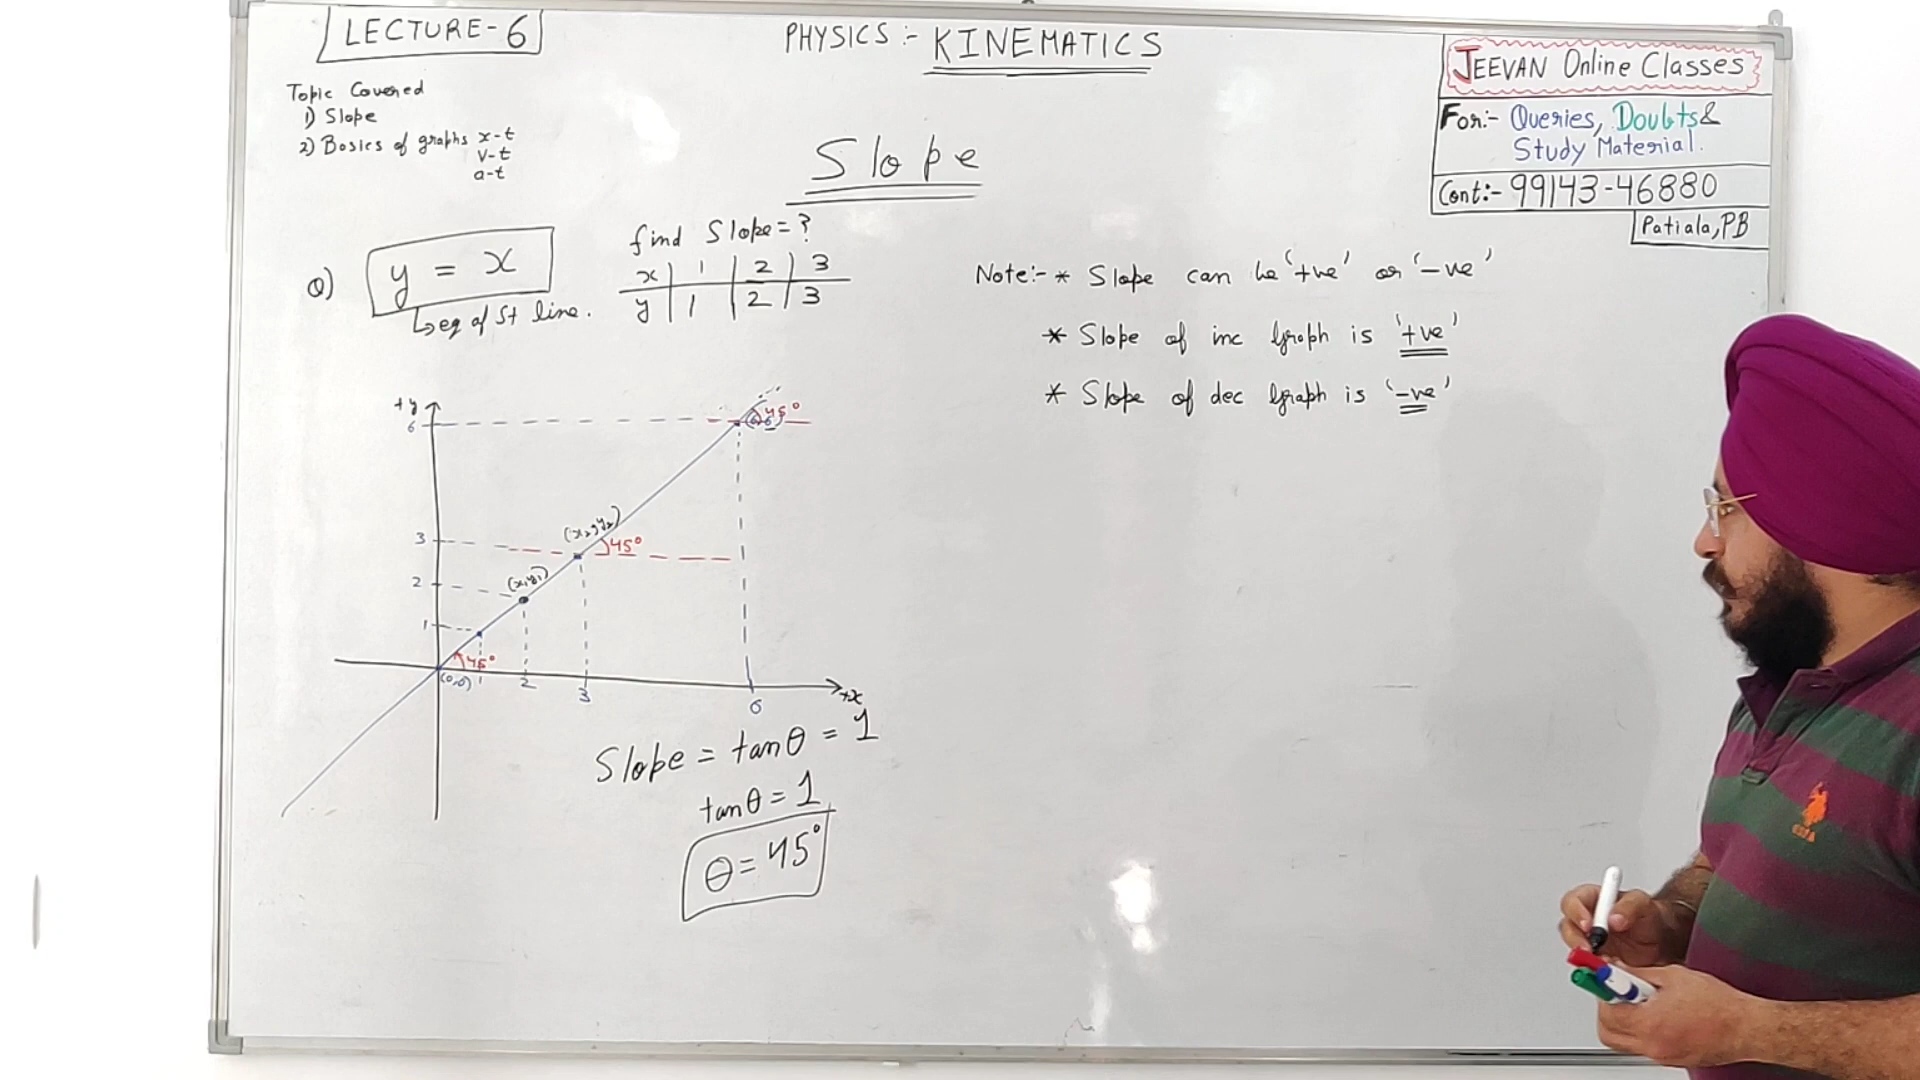 LECTURE-6
PHYSICS:- KINEMATICS
JEEVAN Online Classes
For:- Queries, Doubts &
Study Material.
Cont:- 99143-46880
Patiala, PB
Topic Covered
1) Slope
2) Basics of graphs x-t
v-t
a-t
Slope
Q) y = x
↳ eq of St line.
find Slope = ?
x | 1 | 2 | 3
y | 1 | 2 | 3
Note:- * Slope can be '+ve' or '-ve'
* Slope of inc Graph is '+ve'
* Slope of dec Graph is '-ve'
+y
6
(6,6) 45°
(x₂,y₂)
3
45°
2
(x₁y₁)
1
45°
(0,0) 1 2 3 6 +x
Slope = tanθ = 1
tanθ = 1
θ = 45°